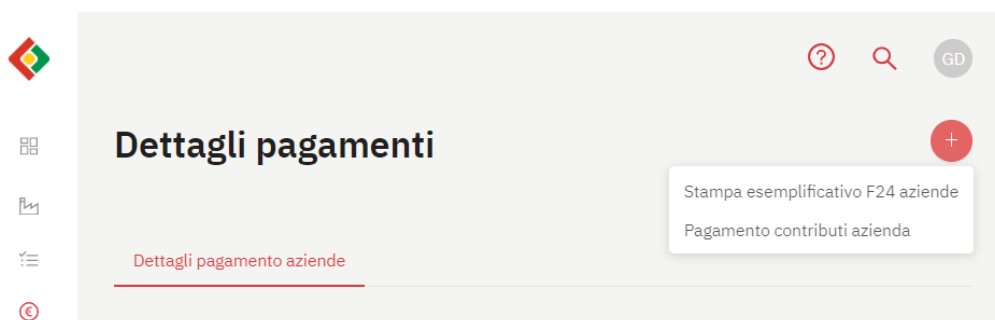 GD
Dettagli pagamenti
Stampa esemplificativo F24 aziende
Pagamento contributi azienda
Dettagli pagamento aziende